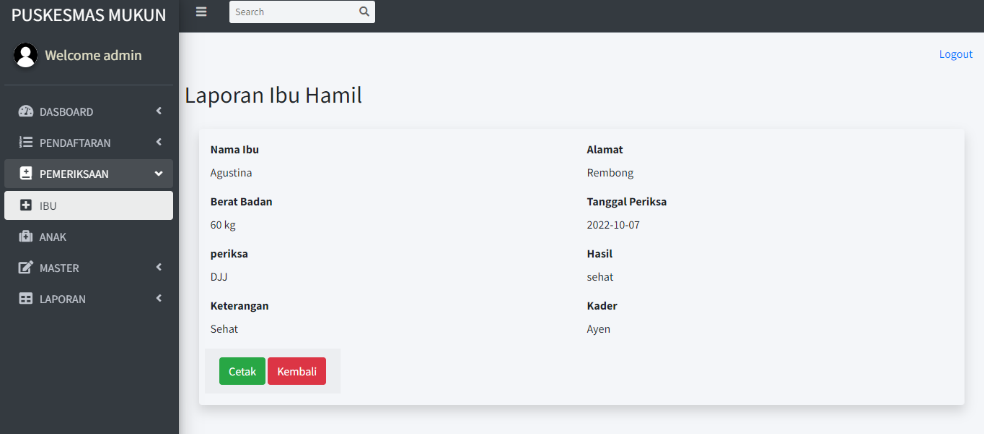 PUSKESMAS MUKUN
Search
Welcome admin
Logout
DASBOARD
PENDAFTARAN
PEMERIKSAAN
IBU
ANAK
MASTER
LAPORAN
Laporan Ibu Hamil
Nama Ibu
Agustina
Alamat
Rembong
Berat Badan
60 kg
Tanggal Periksa
2022-10-07
periksa
DJJ
Hasil
sehat
Keterangan
Sehat
Kader
Ayen
Cetak
Kembali